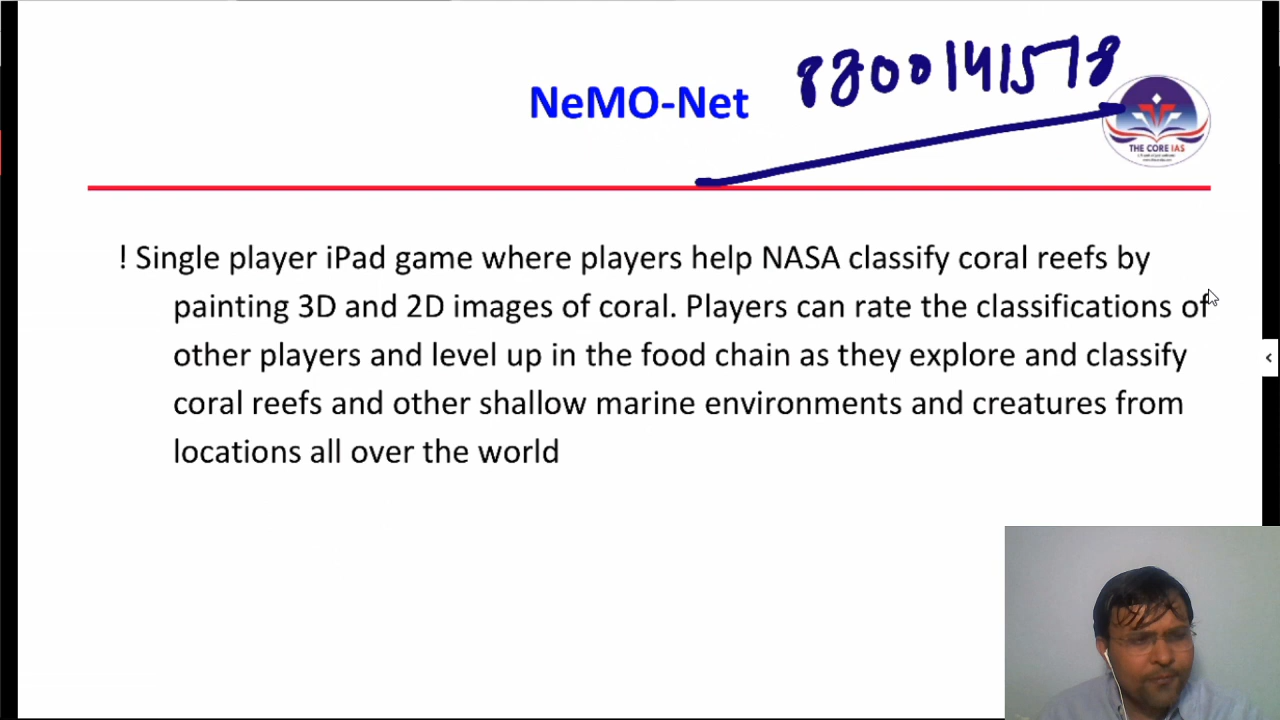 8800141518
NeMO-Net
THE CORE IAS
! Single player iPad game where players help NASA classify coral reefs by
painting 3D and 2D images of coral. Players can rate the classifications of
other players and level up in the food chain as they explore and classify
coral reefs and other shallow marine environments and creatures from
locations all over the world